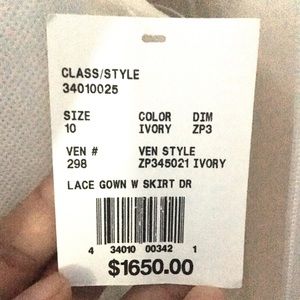 CLASS/STYLE
34010025
SIZE COLOR DIM
10 IVORY ZP3
VEN # VEN STYLE
298 ZP345021 IVORY
LACE GOWN W SKIRT DR
4 34010 00342 1
$1650.00